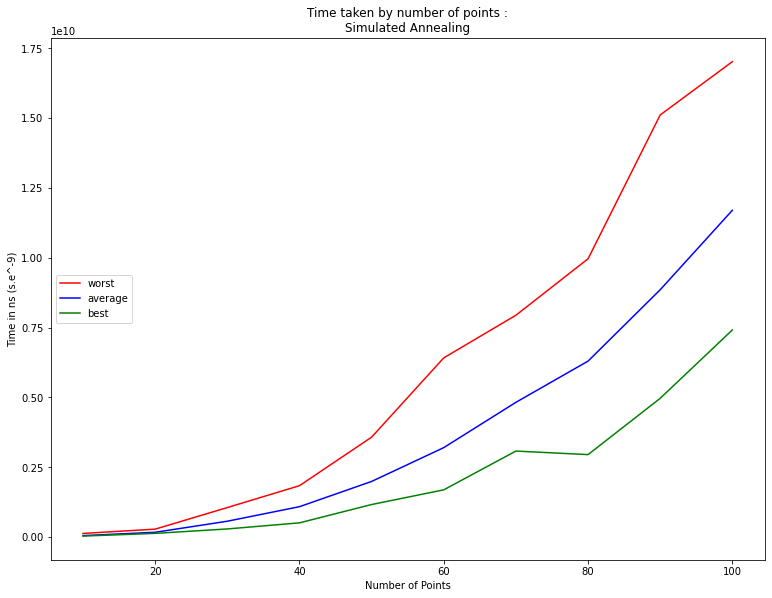 Time taken by number of points :
Simulated Annealing
1e10
1.75
1.50
1.25
1.00
0.75
0.50
0.25
0.00
Time in ns (s.e^-9)
worst
average
best
20
40
60
80
100
Number of Points